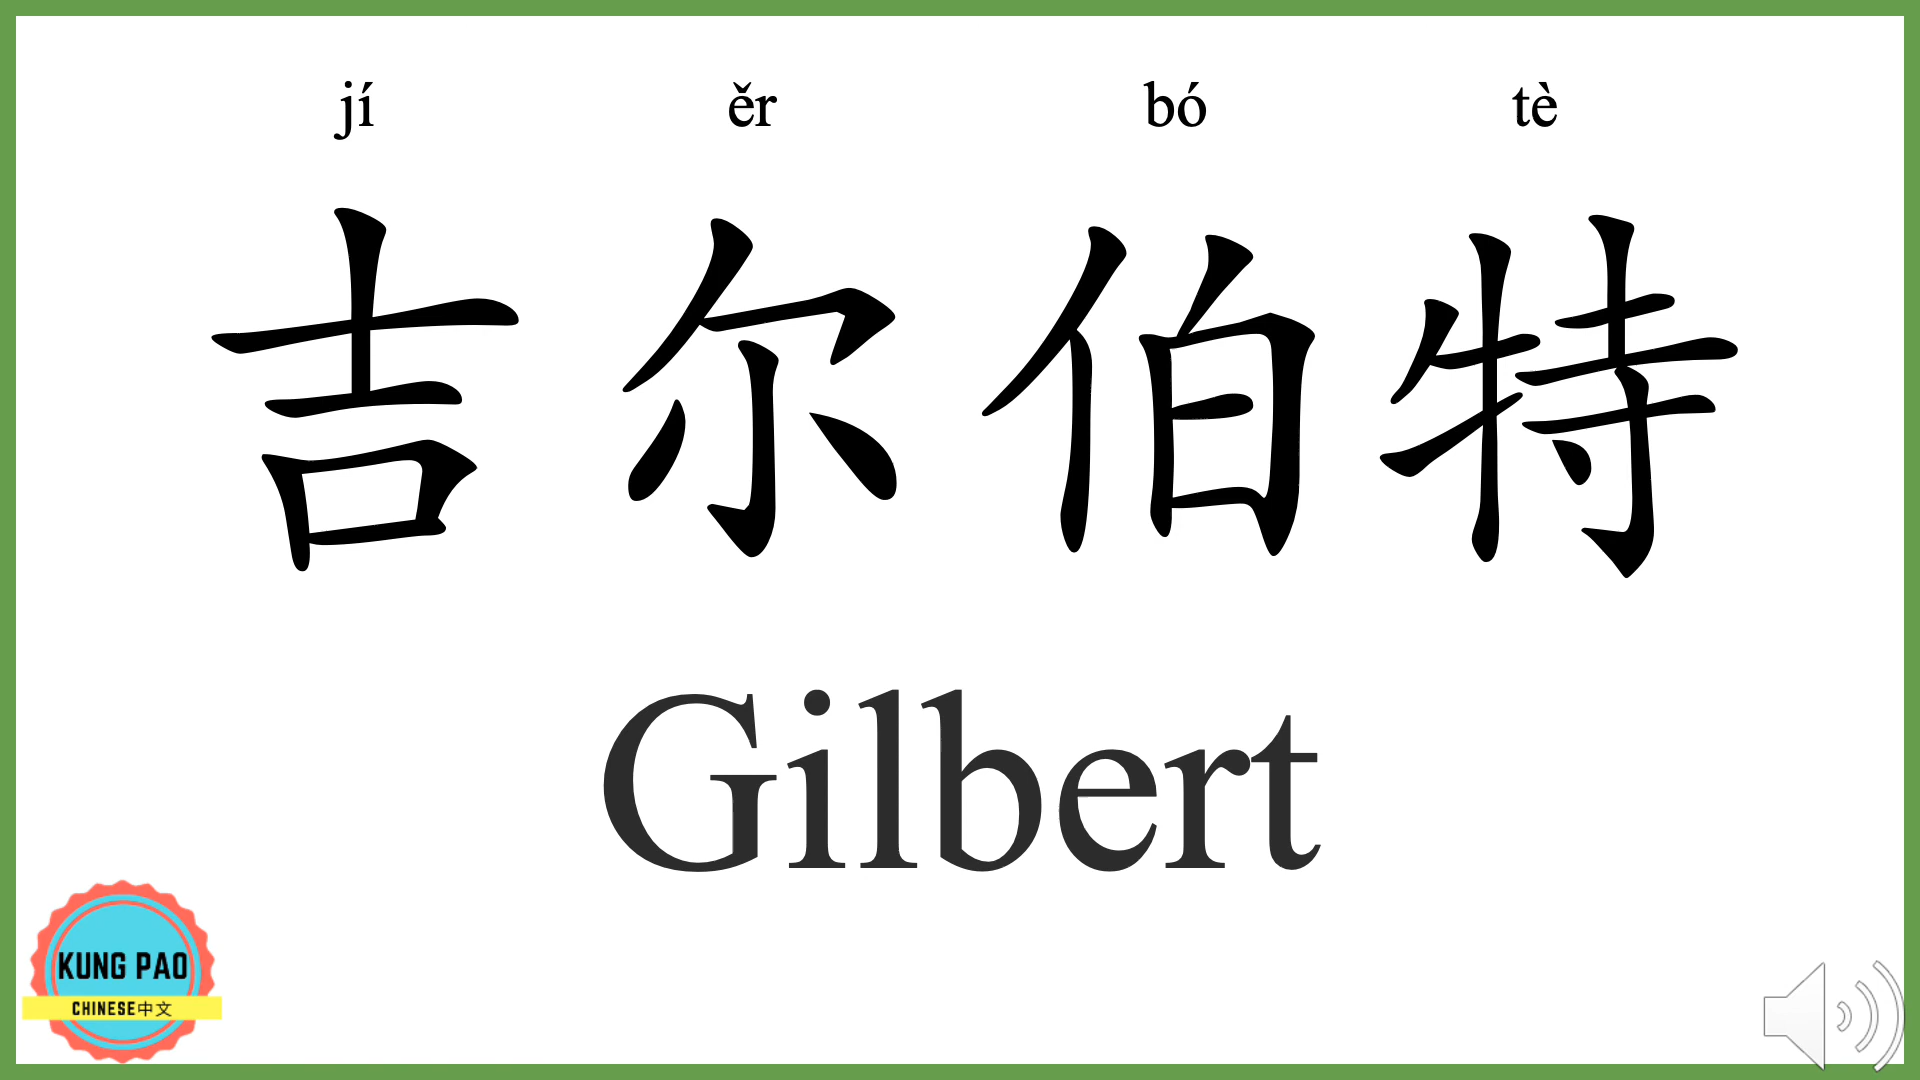 jí ěr bó tè
吉尔伯特
Gilbert
KUNG PAO
CHINESE中文